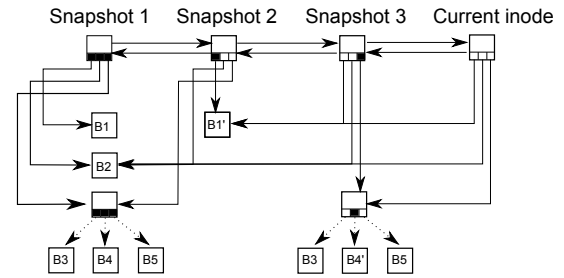 Snapshot 1 Snapshot 2 Snapshot 3 Current inode
B1 B1'
B2
B3 B4 B5 B3 B4' B5